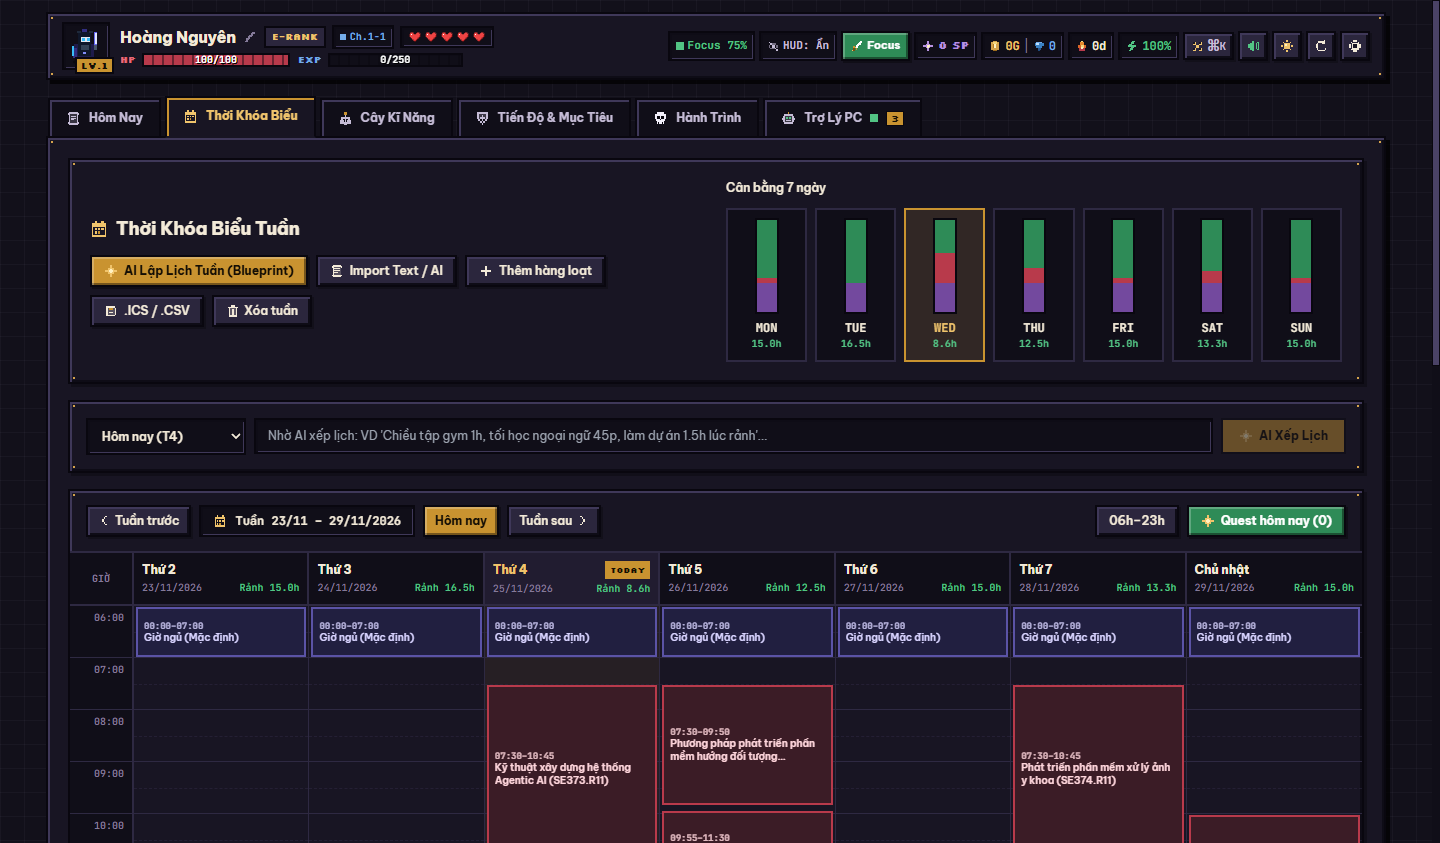 Hoàng Nguyên
E-RANK
Ch.1-1
LV.1
HP
100/100
EXP
0/250
Focus 75%
HUD: Ẩn
Focus
0 SP
0G
0
0d
100%
⌘K
Hôm Nay
Thời Khóa Biểu
Cây Kĩ Năng
Tiến Độ & Mục Tiêu
Hành Trình
Trợ Lý PC
3
Thời Khóa Biểu Tuần
AI Lập Lịch Tuần (Blueprint)
Import Text / AI
Thêm hàng loạt
.ICS / .CSV
Xóa tuần
Cân bằng 7 ngày
MON
15.0h
TUE
16.5h
WED
8.6h
THU
12.5h
FRI
15.0h
SAT
13.3h
SUN
15.0h
Hôm nay (T4)
Nhờ AI xếp lịch: VD 'Chiều tập gym 1h, tối học ngoại ngữ 45p, làm dự án 1.5h lúc rảnh'...
AI Xếp Lịch
Tuần trước
Tuần 23/11 – 29/11/2026
Hôm nay
Tuần sau
06h–23h
Quest hôm nay (0)
GIỜ
Thứ 2
23/11/2026
Rảnh 15.0h
Thứ 3
24/11/2026
Rảnh 16.5h
Thứ 4
TODAY
25/11/2026
Rảnh 8.6h
Thứ 5
26/11/2026
Rảnh 12.5h
Thứ 6
27/11/2026
Rảnh 15.0h
Thứ 7
28/11/2026
Rảnh 13.3h
Chủ nhật
29/11/2026
Rảnh 15.0h
06:00
00:00–07:00
Giờ ngủ (Mặc định)
00:00–07:00
Giờ ngủ (Mặc định)
00:00–07:00
Giờ ngủ (Mặc định)
00:00–07:00
Giờ ngủ (Mặc định)
00:00–07:00
Giờ ngủ (Mặc định)
00:00–07:00
Giờ ngủ (Mặc định)
00:00–07:00
Giờ ngủ (Mặc định)
07:00
08:00
09:00
10:00
07:30–10:45
Kỹ thuật xây dựng hệ thống
Agentic AI (SE373.R11)
07:30–09:50
Phương pháp phát triển phần
mềm hướng đối tượng...
09:55–11:30
07:30–10:45
Phát triển phần mềm xử lý ảnh
y khoa (SE374.R11)